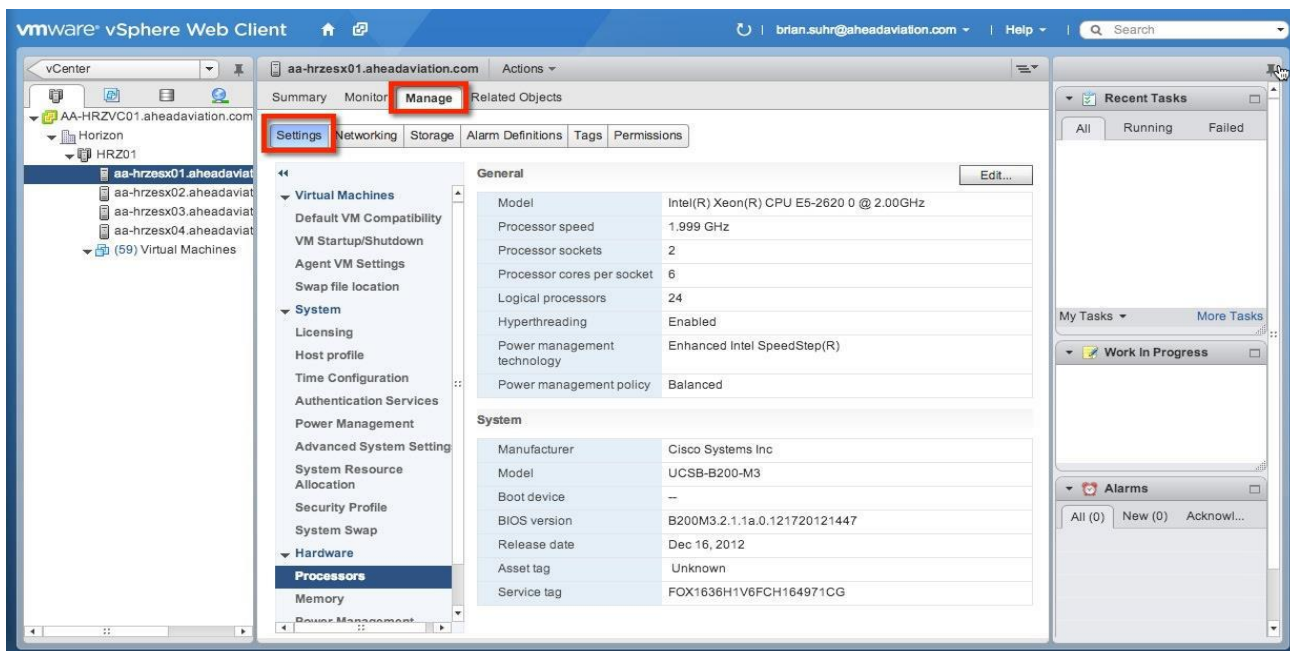 vmware® vSphere Web Client
brian.suhr@aheadaviation.com
Help
Search
vCenter
AA-HRZVC01.aheadaviation.com
Horizon
HRZ01
aa-hrzesx01.aheadaviat
aa-hrzesx02.aheadaviat
aa-hrzesx03.aheadaviat
aa-hrzesx04.aheadaviat
(59) Virtual Machines
aa-hrzesx01.aheadaviation.com Actions
Summary Monitor Manage Related Objects
Settings Networking Storage Alarm Definitions Tags Permissions
Virtual Machines
Default VM Compatibility
VM Startup/Shutdown
Agent VM Settings
Swap file location
System
Licensing
Host profile
Time Configuration
Authentication Services
Power Management
Advanced System Setting
System Resource
Allocation
Security Profile
System Swap
Hardware
Processors
Memory
Power Management
General
Edit...
Model Intel(R) Xeon(R) CPU E5-2620 0 @ 2.00GHz
Processor speed 1.999 GHz
Processor sockets 2
Processor cores per socket 6
Logical processors 24
Hyperthreading Enabled
Power management
technology Enhanced Intel SpeedStep(R)
Power management policy Balanced
System
Manufacturer Cisco Systems Inc
Model UCSB-B200-M3
Boot device --
BIOS version B200M3.2.1.1a.0.121720121447
Release date Dec 16, 2012
Asset tag Unknown
Service tag FOX1636H1V6FCH164971CG
Recent Tasks
All Running Failed
My Tasks More Tasks
Work In Progress
Alarms
All (0) New (0) Acknowl...